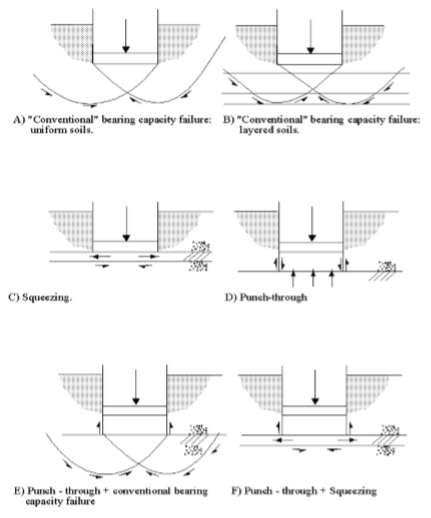 A) "Conventional" bearing capacity failure:
uniform soils.
B) "Conventional" bearing capacity failure:
layered soils.
C) Squeezing.
D) Punch-through
E) Punch - through + conventional bearing
capacity failure
F) Punch - through + Squeezing